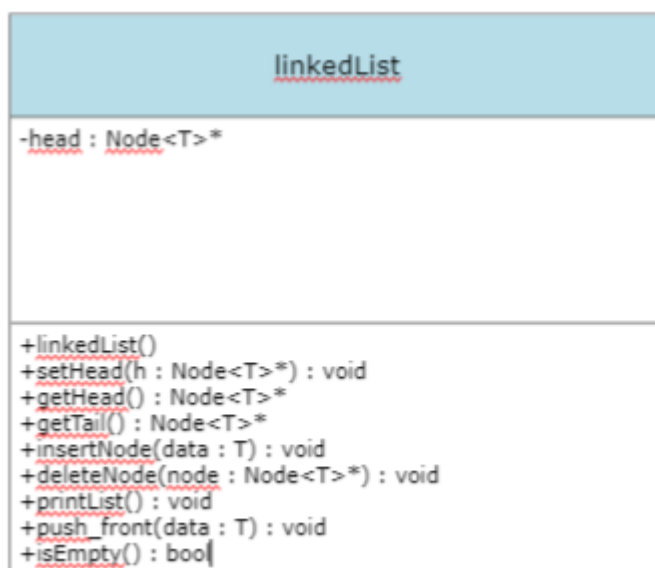 linkedList
-head : Node<T>*
+linkedList()
+setHead(h : Node<T>*) : void
+getHead() : Node<T>*
+getTail() : Node<T>*
+insertNode(data : T) : void
+deleteNode(node : Node<T>*) : void
+printList() : void
+push_front(data : T) : void
+isEmpty() : bool